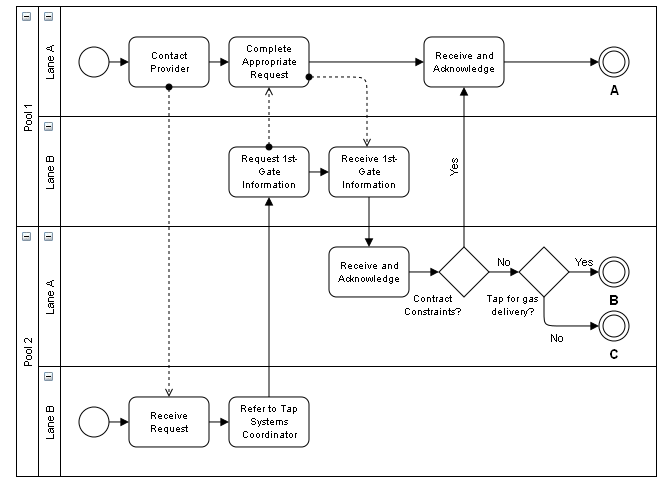 Pool 1
Lane A
Contact
Provider
Complete
Appropriate
Request
Receive and
Acknowledge
A
Lane B
Request 1st-
Gate
Information
Receive 1st-
Gate
Information
Yes
Pool 2
Lane A
Receive and
Acknowledge
Contract
Constraints?
No
Tap for gas
delivery?
Yes
B
No
C
Lane B
Receive
Request
Refer to Tap
Systems
Coordinator